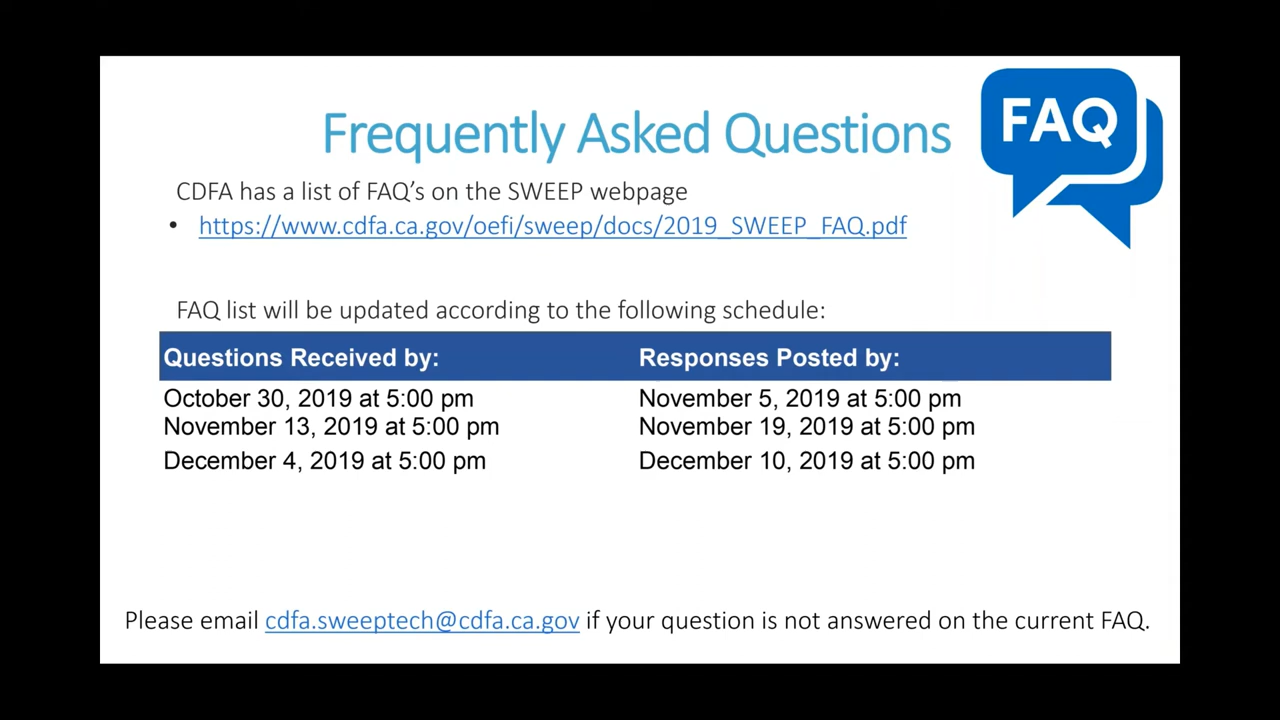 FAQ
Frequently Asked Questions
CDFA has a list of FAQ’s on the SWEEP webpage
• https://www.cdfa.ca.gov/oefi/sweep/docs/2019_SWEEP_FAQ.pdf
FAQ list will be updated according to the following schedule:
Questions Received by: Responses Posted by:
October 30, 2019 at 5:00 pm November 5, 2019 at 5:00 pm
November 13, 2019 at 5:00 pm November 19, 2019 at 5:00 pm
December 4, 2019 at 5:00 pm December 10, 2019 at 5:00 pm
Please email cdfa.sweeptech@cdfa.ca.gov if your question is not answered on the current FAQ.